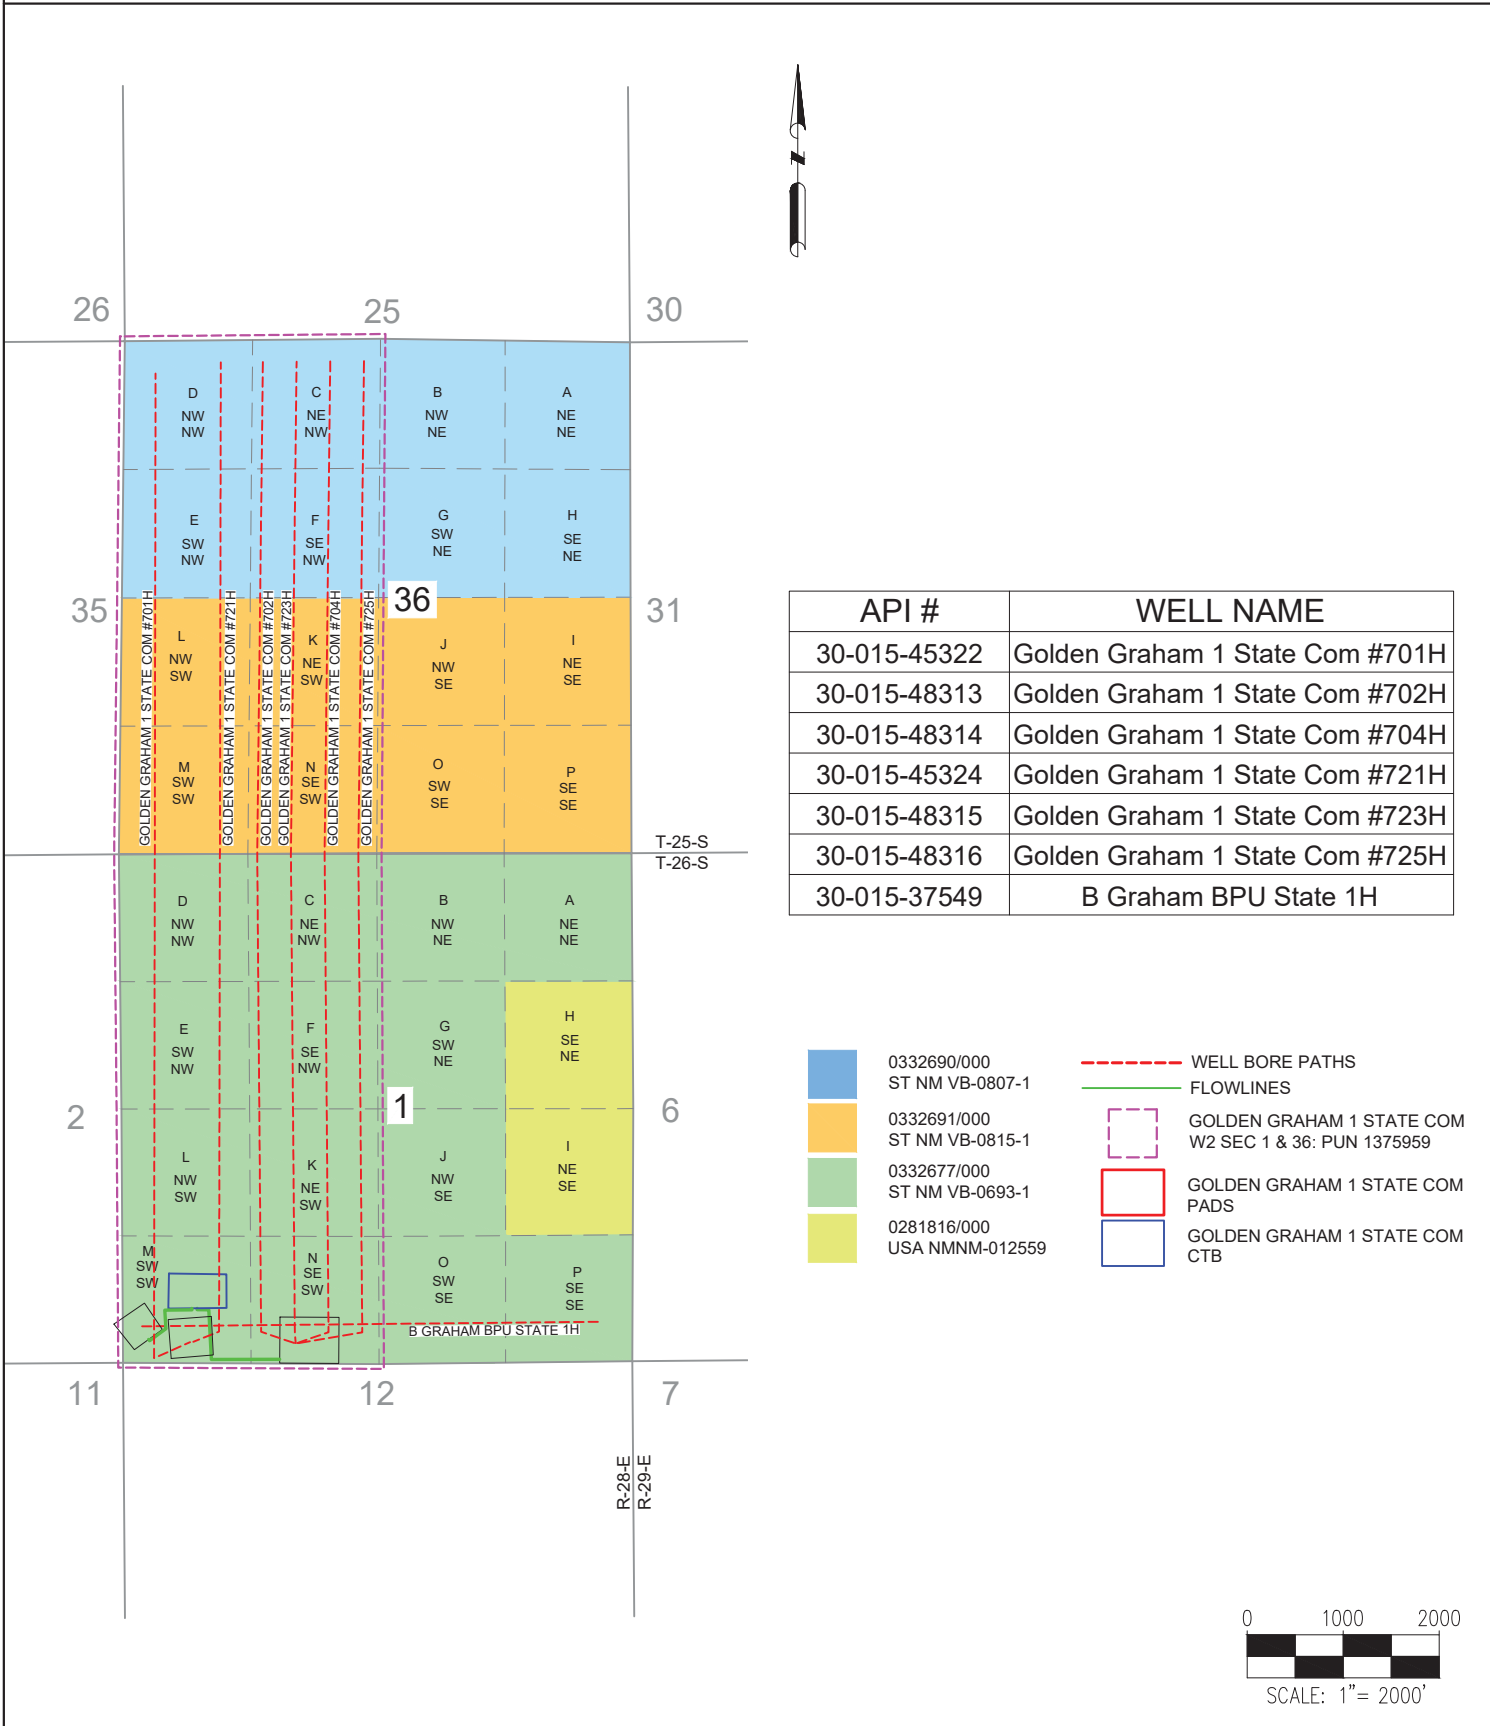 26
25
30
D
NW
NW
C
NE
NW
B
NW
NE
A
NE
NE
E
SW
NW
F
SE
NW
G
SW
NE
H
SE
NE
35
36
31
GOLDEN GRAHAM 1 STATE COM #701H
GOLDEN GRAHAM 1 STATE COM #721H
GOLDEN GRAHAM 1 STATE COM #702H
GOLDEN GRAHAM 1 STATE COM #723H
GOLDEN GRAHAM 1 STATE COM #704H
GOLDEN GRAHAM 1 STATE COM #725H
L
NW
SW
K
NE
SW
J
NW
SE
I
NE
SE
M
SW
SW
N
SE
SW
O
SW
SE
P
SE
SE
T-25-S
T-26-S
D
NW
NW
C
NE
NW
B
NW
NE
A
NE
NE
E
SW
NW
F
SE
NW
G
SW
NE
H
SE
NE
2
1
6
L
NW
SW
K
NE
SW
J
NW
SE
I
NE
SE
M
SW
SW
N
SE
SW
O
SW
SE
P
SE
SE
B GRAHAM BPU STATE 1H
11
12
7
R-28-E
R-29-E
N
API # WELL NAME
30-015-45322 Golden Graham 1 State Com #701H
30-015-48313 Golden Graham 1 State Com #702H
30-015-48314 Golden Graham 1 State Com #704H
30-015-45324 Golden Graham 1 State Com #721H
30-015-48315 Golden Graham 1 State Com #723H
30-015-48316 Golden Graham 1 State Com #725H
30-015-37549 B Graham BPU State 1H
0332690/000
ST NM VB-0807-1
0332691/000
ST NM VB-0815-1
0332677/000
ST NM VB-0693-1
0281816/000
USA NMNM-012559
WELL BORE PATHS
FLOWLINES
GOLDEN GRAHAM 1 STATE COM
W2 SEC 1 & 36: PUN 1375959
GOLDEN GRAHAM 1 STATE COM
PADS
GOLDEN GRAHAM 1 STATE COM
CTB
0 1000 2000
SCALE: 1"= 2000'